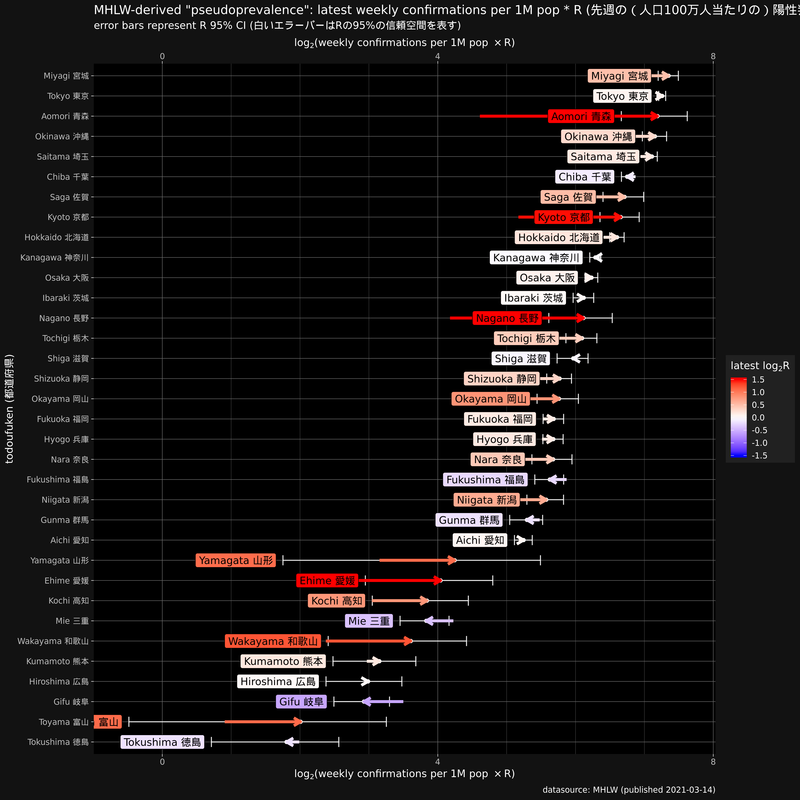 MHLW-derived "pseudoprevalence": latest weekly confirmations per 1M pop * R (先週の ( 人口100万人当たりの ) 陽性
error bars represent R 95% CI (白いエラーバーはRの95%の信頼空間を表す)
log2(weekly confirmations per 1M pop × R)
0 4 8
Miyagi 宮城 Miyagi 宮城
Tokyo 東京 Tokyo 東京
Aomori 青森 Aomori 青森
Okinawa 沖縄 Okinawa 沖縄
Saitama 埼玉 Saitama 埼玉
Chiba 千葉 Chiba 千葉
Saga 佐賀 Saga 佐賀
Kyoto 京都 Kyoto 京都
Hokkaido 北海道 Hokkaido 北海道
Kanagawa 神奈川 Kanagawa 神奈川
Osaka 大阪 Osaka 大阪
Ibaraki 茨城 Ibaraki 茨城
Nagano 長野 Nagano 長野
Tochigi 栃木 Tochigi 栃木
Shiga 滋賀 Shiga 滋賀
Shizuoka 静岡 Shizuoka 静岡
Okayama 岡山 Okayama 岡山
Fukuoka 福岡 Fukuoka 福岡
Hyogo 兵庫 Hyogo 兵庫
Nara 奈良 Nara 奈良
Fukushima 福島 Fukushima 福島
Niigata 新潟 Niigata 新潟
Gunma 群馬 Gunma 群馬
Aichi 愛知 Aichi 愛知
Yamagata 山形 Yamagata 山形
Ehime 愛媛 Ehime 愛媛
Kochi 高知 Kochi 高知
Mie 三重 Mie 三重
Wakayama 和歌山 Wakayama 和歌山
Kumamoto 熊本 Kumamoto 熊本
Hiroshima 広島 Hiroshima 広島
Gifu 岐阜 Gifu 岐阜
Toyama 富山 富山
Tokushima 徳島 Tokushima 徳島
0 4 8
log2(weekly confirmations per 1M pop × R)
todoufuken (都道府県)
latest log2R
1.5
1.0
0.5
0.0
-0.5
-1.0
-1.5
datasource: MHLW (published 2021-03-14)